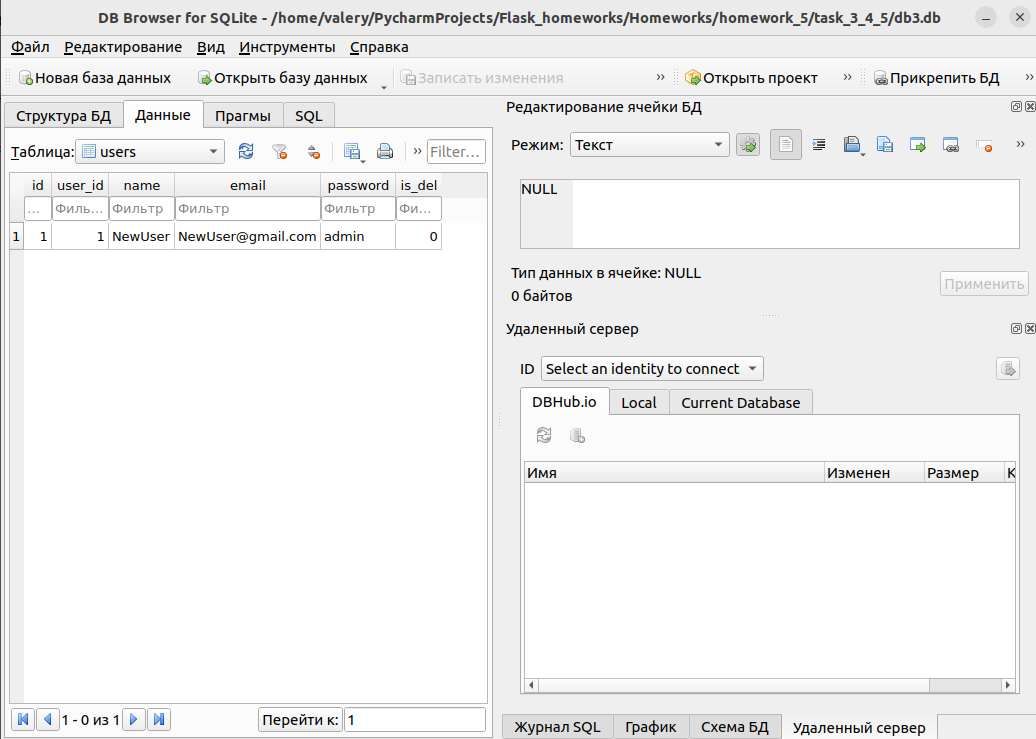 DB Browser for SQLite - /home/valery/PycharmProjects/Flask_homeworks/Homeworks/homework_5/task_3_4_5/db3.db
Файл Редактирование Вид Инструменты Справка
Новая база данных Открыть базу данных Записать изменения » Открыть проект » Прикрепить БД »
Структура БД Данные Прагмы SQL
Таблица: users » Filter...
id user_id name email password is_del
... Филь... Фильтр Фильтр Фильтр Фи...
1 1 1 NewUser NewUser@gmail.com admin 0
1 - 0 из 1 Перейти к: 1
Редактирование ячейки БД
Режим: Текст »
NULL
Тип данных в ячейке: NULL
0 байтов
Применить
Удаленный сервер
ID Select an identity to connect
DBHub.io Local Current Database
Имя Изменен Размер К
Журнал SQL График Схема БД Удаленный сервер